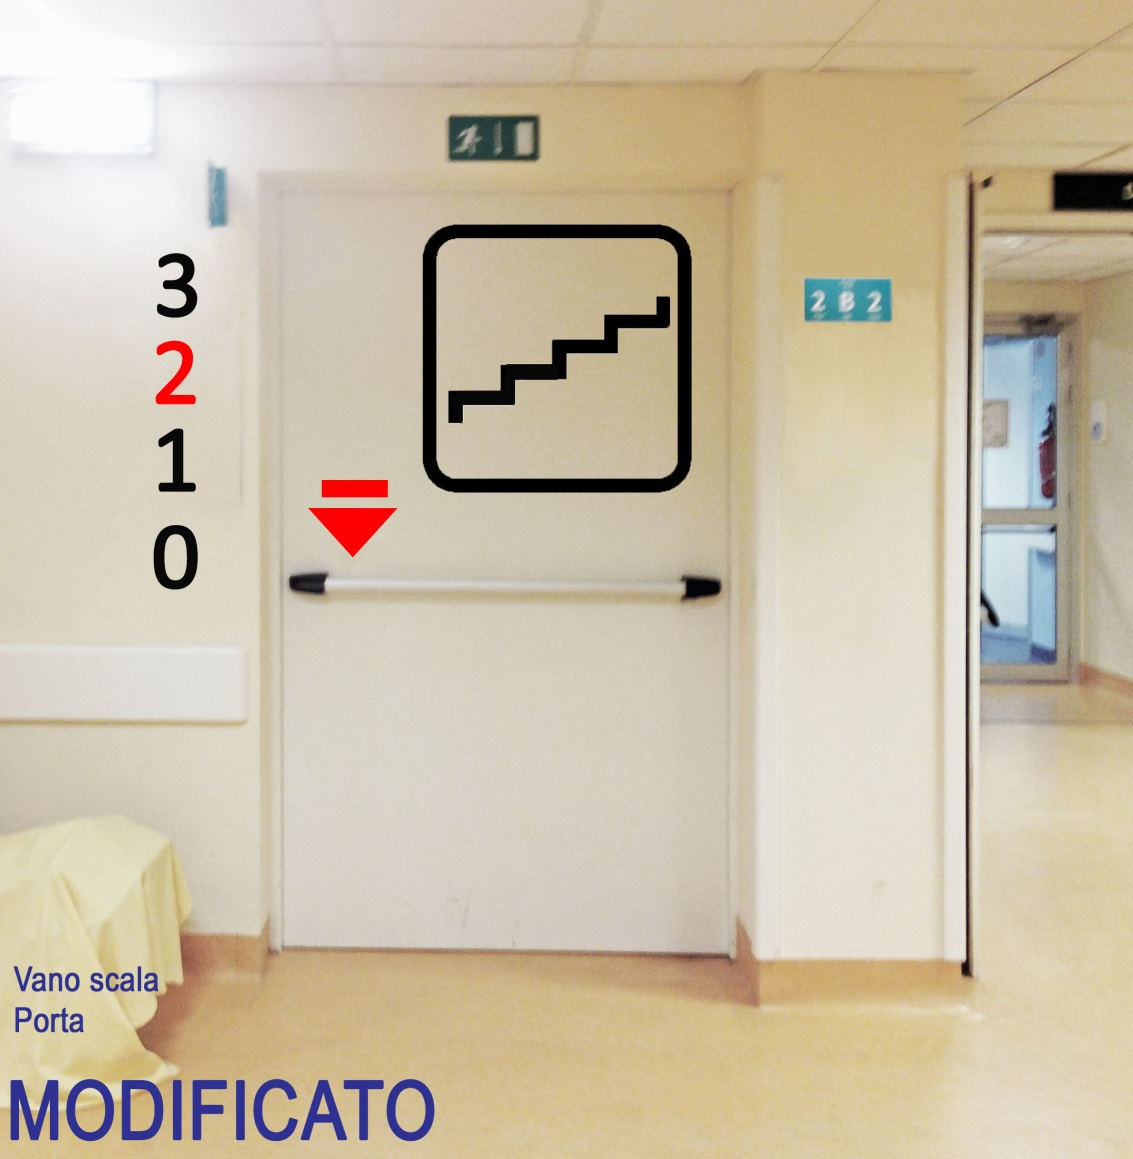 3
2
1
0
2 B 2
Vano scala
Porta
MODIFICATO